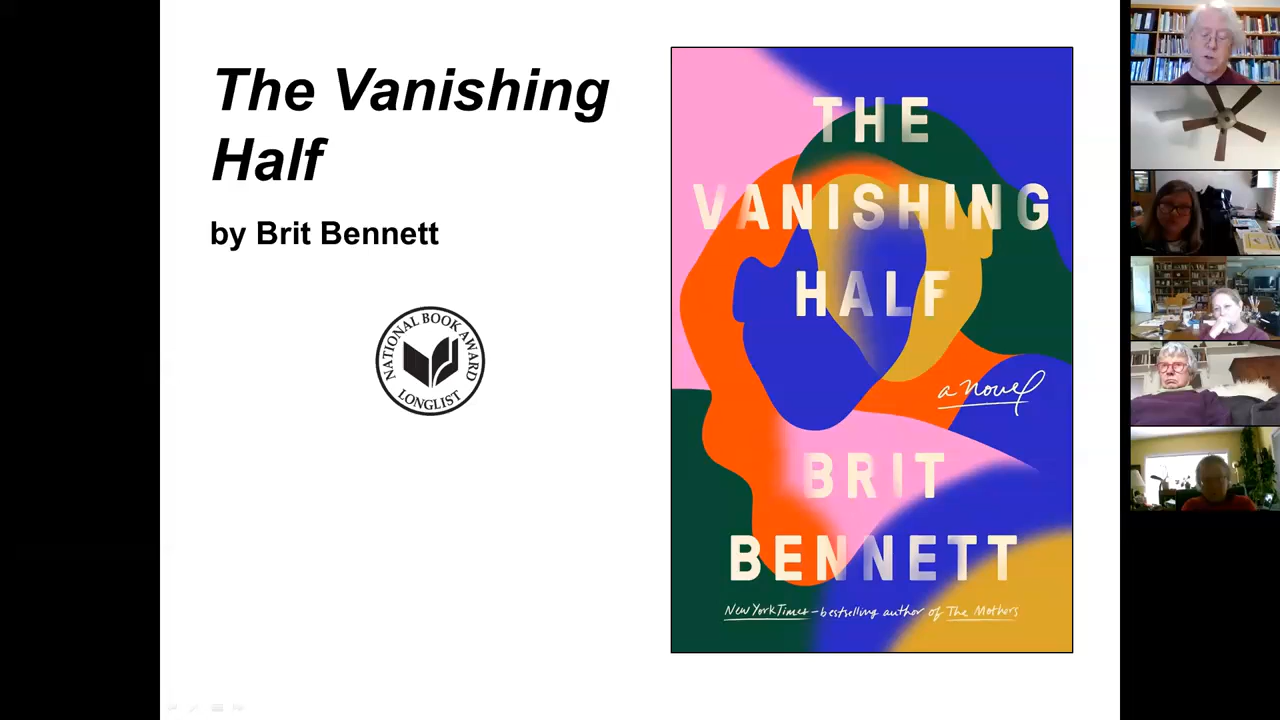 The Vanishing
Half
by Brit Bennett
NATIONAL BOOK AWARD
LONGLIST
THE
VANISHING
HALF
a novel
BRIT
BENNETT
New York Times–bestselling author of The Mothers